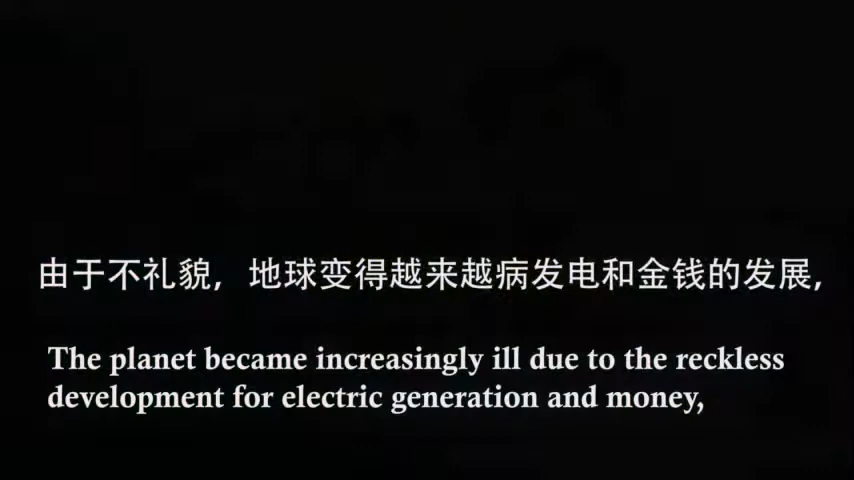 由于不礼貌，地球变得越来越病发电和金钱的发展,
The planet became increasingly ill due to the reckless
development for electric generation and money,